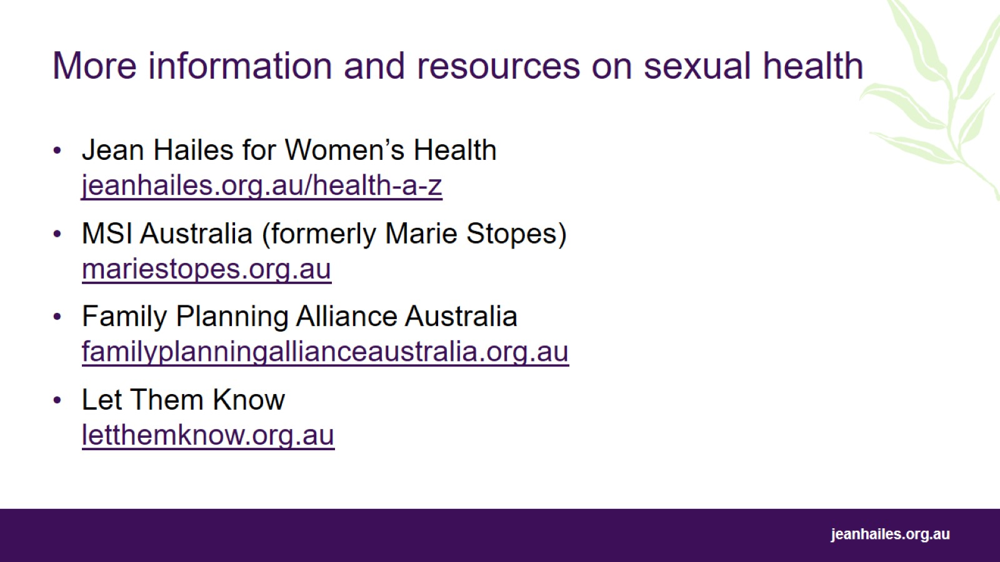 More information and resources on sexual health
• Jean Hailes for Women’s Health
jeanhailes.org.au/health-a-z
• MSI Australia (formerly Marie Stopes)
mariestopes.org.au
• Family Planning Alliance Australia
familyplanningallianceaustralia.org.au
• Let Them Know
letthemknow.org.au
jeanhailes.org.au